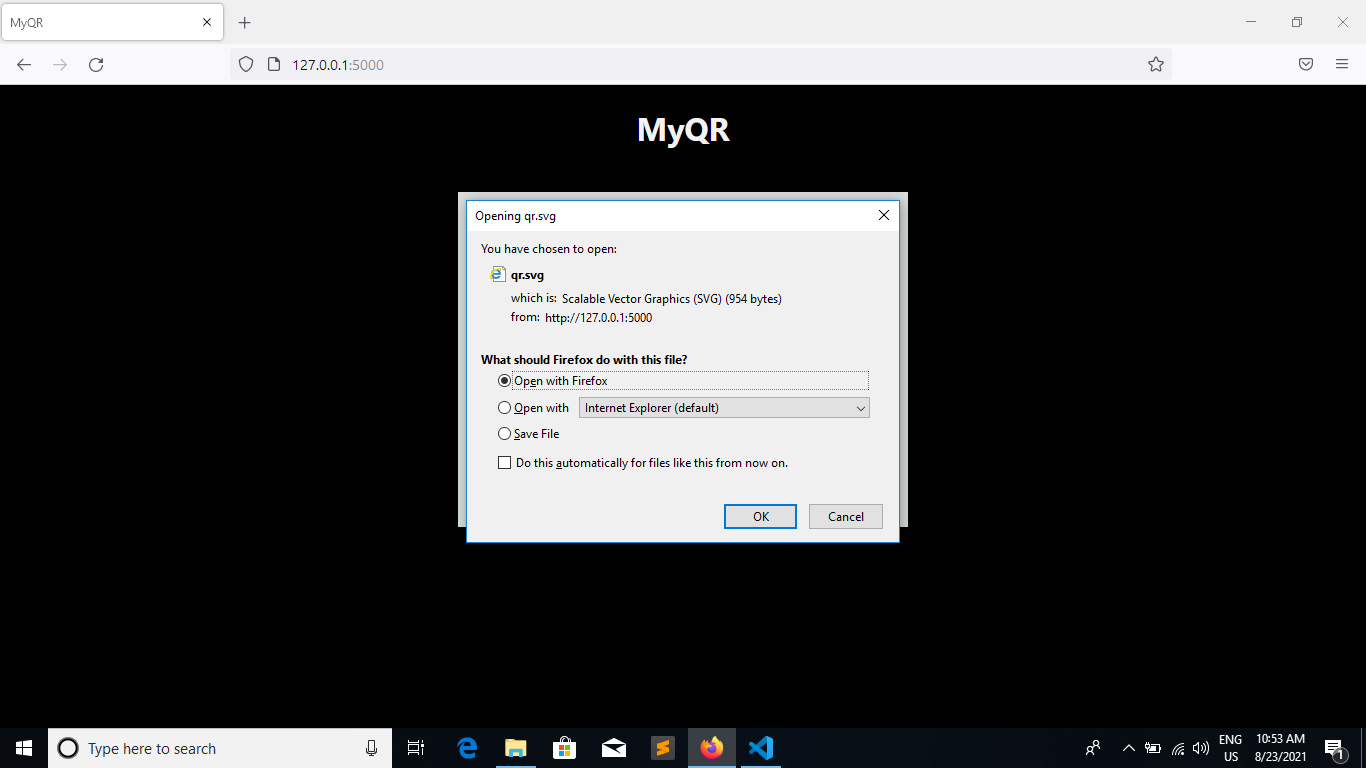 MyQR
127.0.0.1:5000
MyQR
Opening qr.svg
You have chosen to open:
qr.svg
which is: Scalable Vector Graphics (SVG) (954 bytes)
from: http://127.0.0.1:5000
What should Firefox do with this file?
Open with Firefox
Open with Internet Explorer (default)
Save File
Do this automatically for files like this from now on.
OK Cancel
Type here to search
ENG 10:53 AM
US 8/23/2021 1